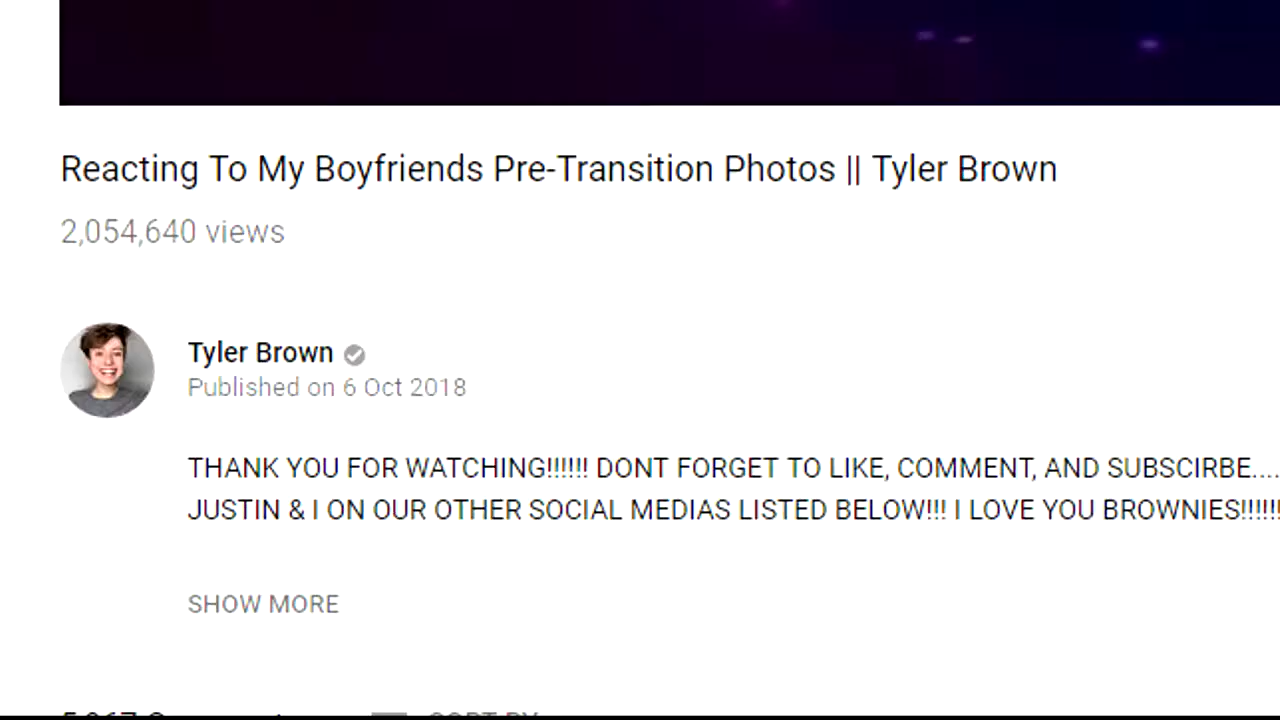 Reacting To My Boyfriends Pre-Transition Photos || Tyler Brown
2,054,640 views
Tyler Brown
Published on 6 Oct 2018
THANK YOU FOR WATCHING!!!!!! DONT FORGET TO LIKE, COMMENT, AND SUBSCIRBE....
JUSTIN & I ON OUR OTHER SOCIAL MEDIAS LISTED BELOW!!! I LOVE YOU BROWNIES!!!!!!
SHOW MORE
SORT BY